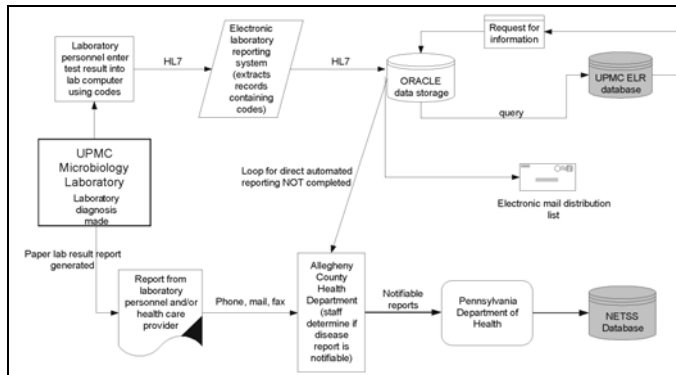 Laboratory
personnel enter
test result into
lab computer
using codes
HL7
Electronic
laboratory
reporting
system
(extracts
records
containing
codes)
HL7
ORACLE
data storage
Request for
information
UPMC ELR
database
query
UPMC
Microbiology
Laboratory
Laboratory
diagnosis
made
Loop for direct automated
reporting NOT completed
Electronic mail distribution
list
Paper lab result report
generated
Report from
laboratory
personnel and/or
health care
provider
Phone, mail, fax
Allegheny
County
Health
Department
(staff
determine if
disease
report is
notifiable)
Notifiable
reports
Pennsylvania
Department of
Health
NETSS
Database